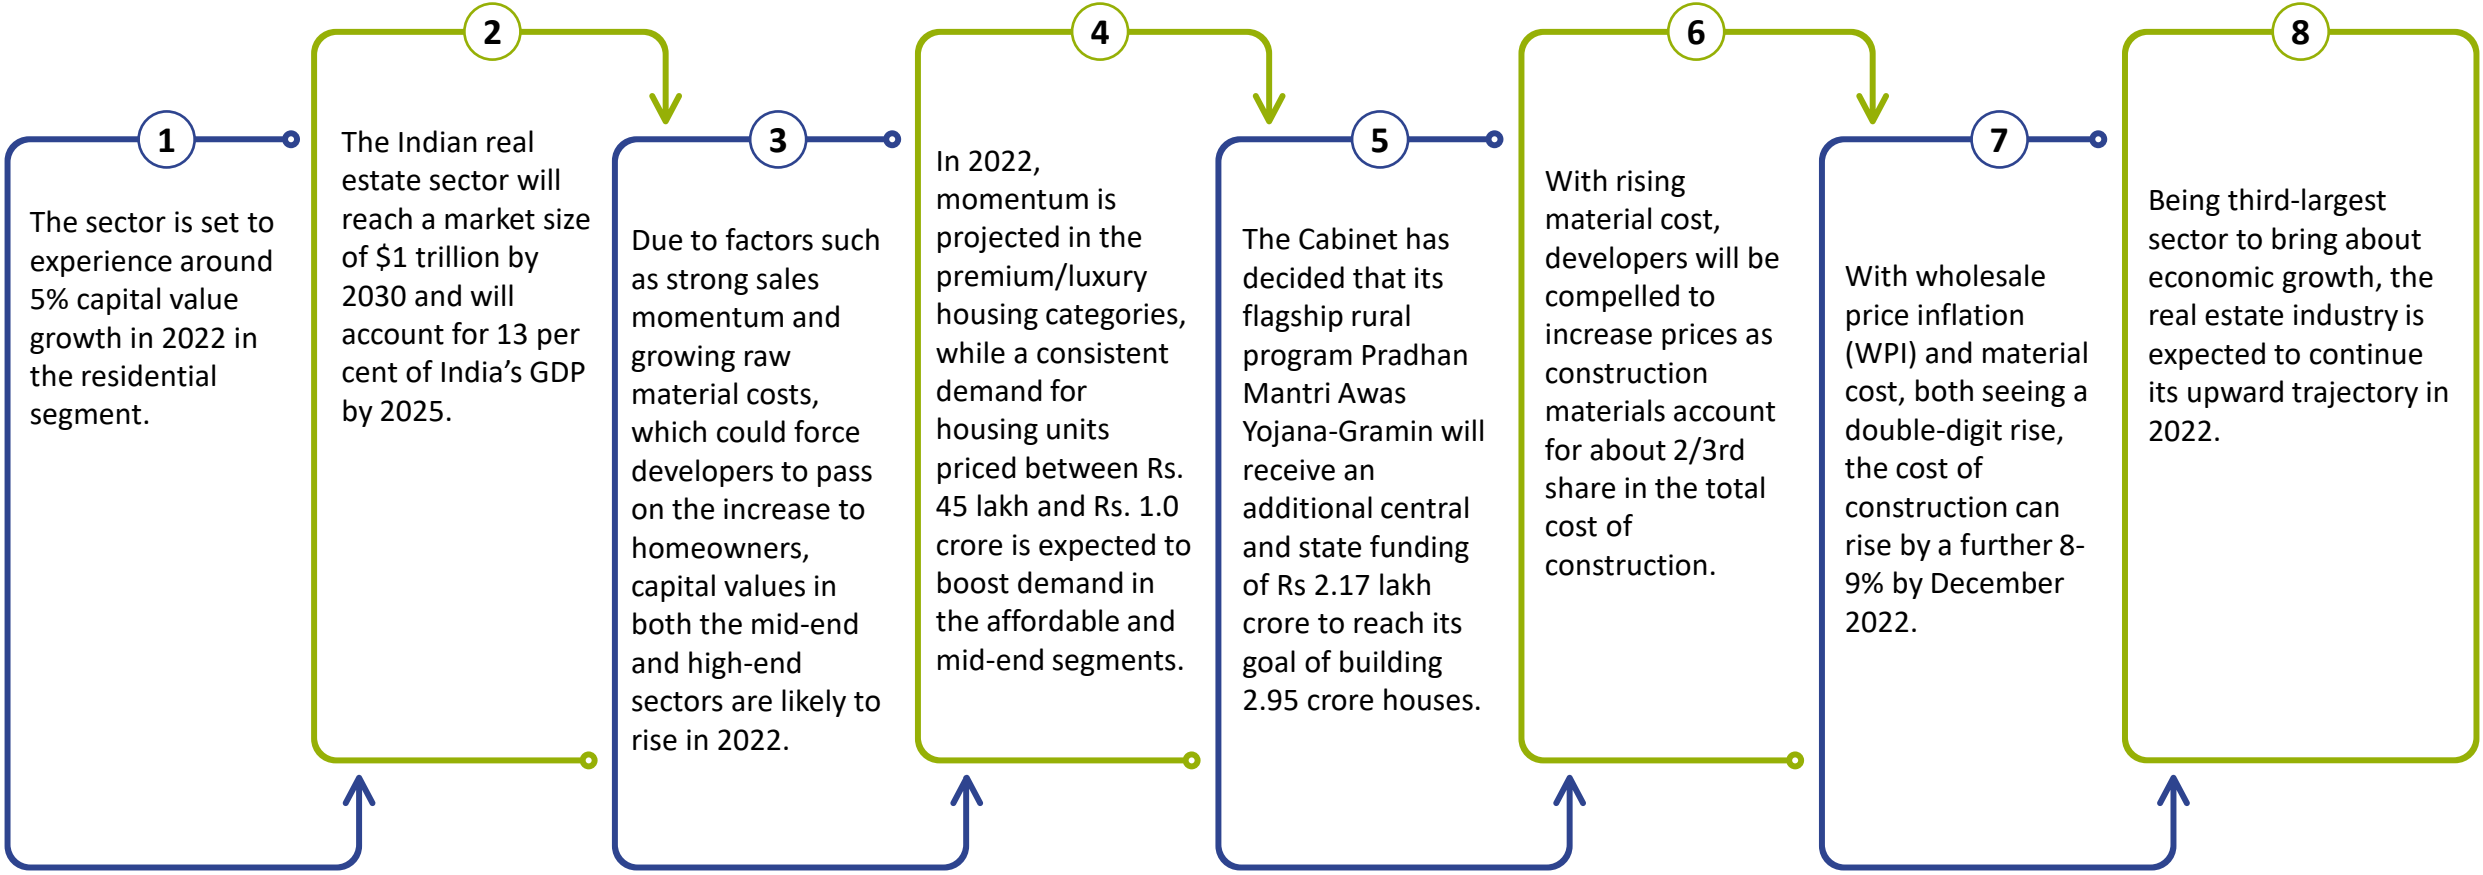 1
The sector is set to
experience around
5% capital value
growth in 2022 in
the residential
segment.
2
The Indian real
estate sector will
reach a market size
of $1 trillion by
2030 and will
account for 13 per
cent of India’s GDP
by 2025.
3
Due to factors such
as strong sales
momentum and
growing raw
material costs,
which could force
developers to pass
on the increase to
homeowners,
capital values in
both the mid-end
and high-end
sectors are likely to
rise in 2022.
4
In 2022,
momentum is
projected in the
premium/luxury
housing categories,
while a consistent
demand for
housing units
priced between Rs.
45 lakh and Rs. 1.0
crore is expected to
boost demand in
the affordable and
mid-end segments.
5
The Cabinet has
decided that its
flagship rural
program Pradhan
Mantri Awas
Yojana-Gramin will
receive an
additional central
and state funding
of Rs 2.17 lakh
crore to reach its
goal of building
2.95 crore houses.
6
With rising
material cost,
developers will be
compelled to
increase prices as
construction
materials account
for about 2/3rd
share in the total
cost of
construction.
7
With wholesale
price inflation
(WPI) and material
cost, both seeing a
double-digit rise,
the cost of
construction can
rise by a further 8-
9% by December
2022.
8
Being third-largest
sector to bring about
economic growth, the
real estate industry is
expected to continue
its upward trajectory in
2022.